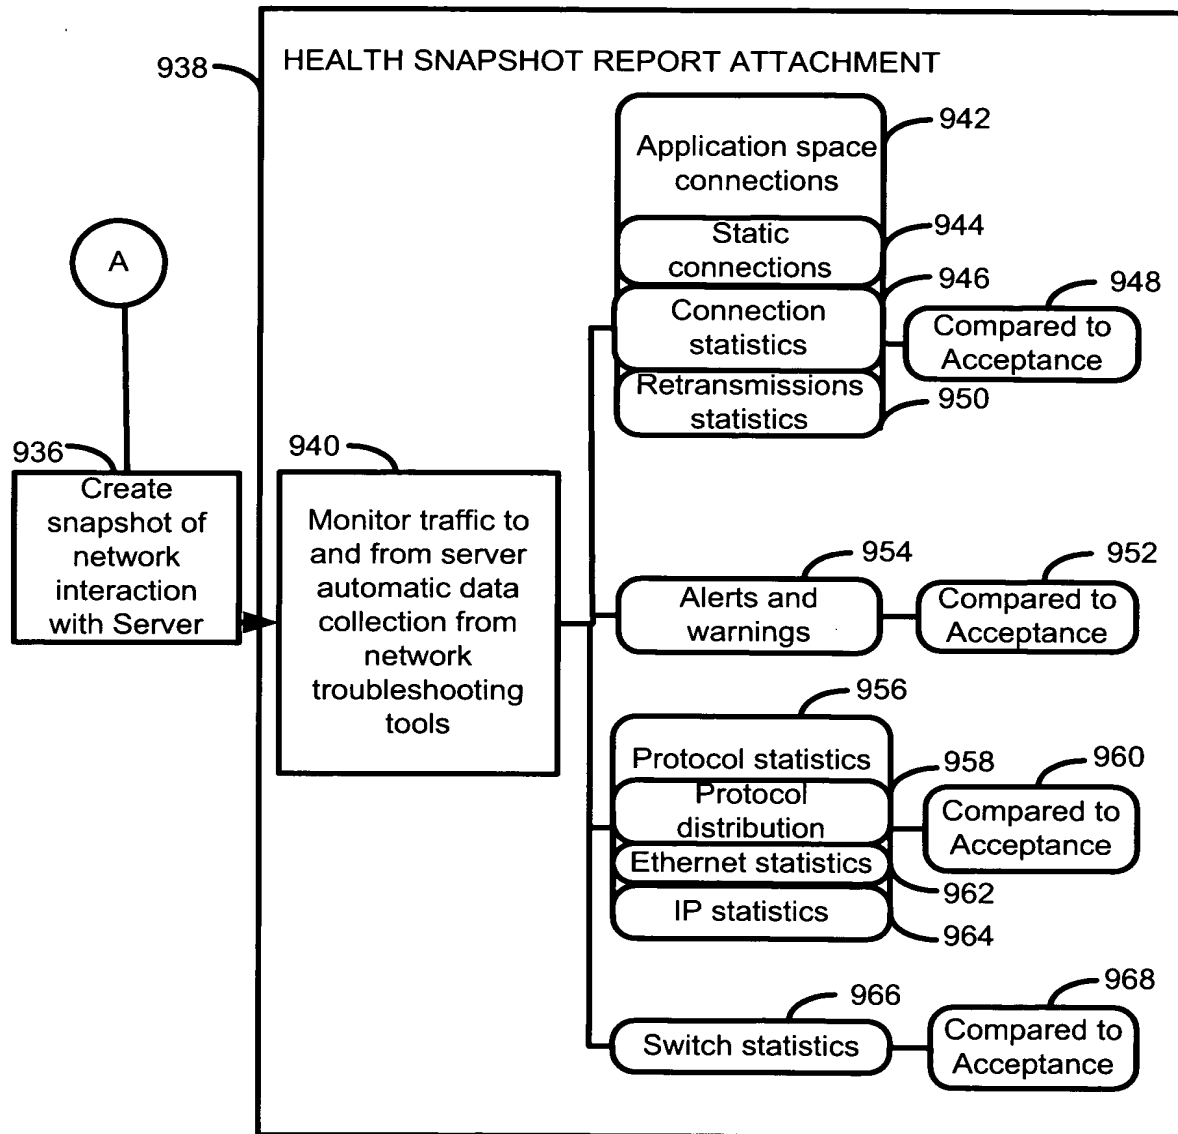 938
HEALTH SNAPSHOT REPORT ATTACHMENT
942
Application space
connections
944
Static
connections
946
948
Connection
statistics
Compared to
Acceptance
950
Retransmissions
statistics
A
936
Create
snapshot of
network
interaction
with Server
940
Monitor traffic to
and from server
automatic data
collection from
network
troubleshooting
tools
954
Alerts and
warnings
952
Compared to
Acceptance
956
Protocol statistics
958
Protocol
distribution
960
Compared to
Acceptance
Ethernet statistics
962
IP statistics
964
966
Switch statistics
968
Compared to
Acceptance